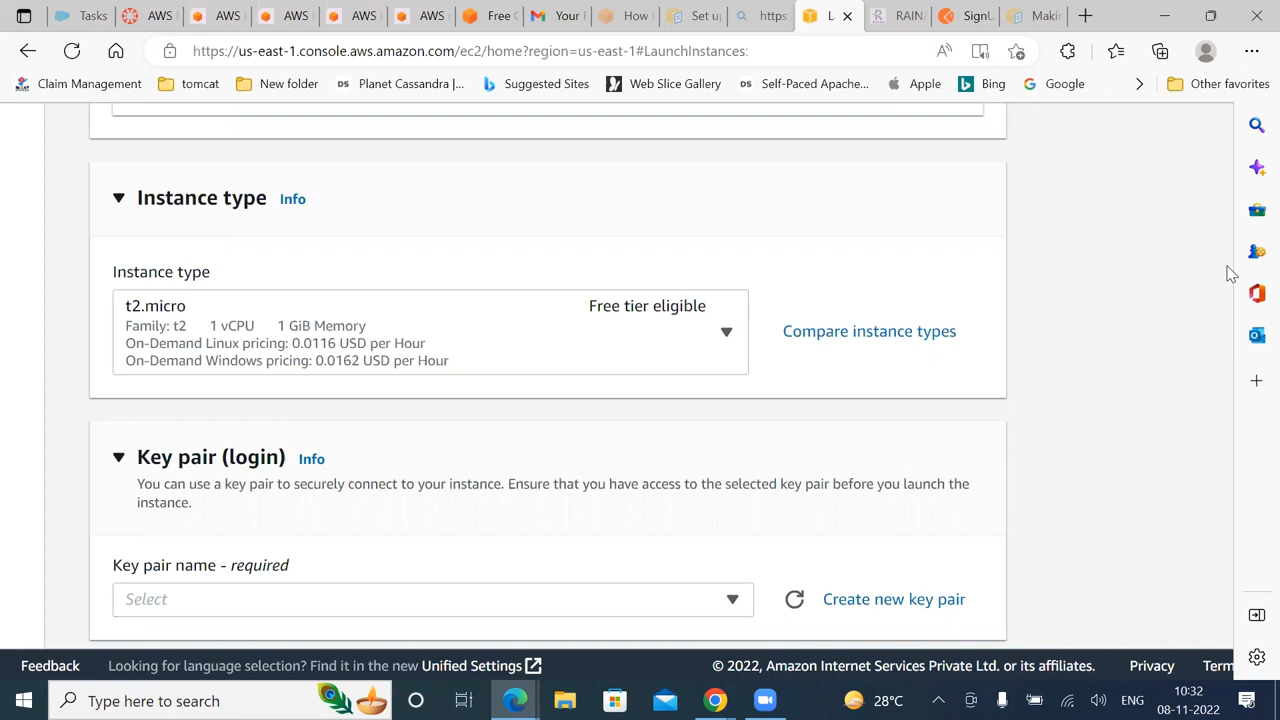 Tasks
AWS
AWS
AWS
AWS
AWS
Free
Your
How
Set u
https
L
RAIN
Sign
Maki
https://us-east-1.console.aws.amazon.com/ec2/home?region=us-east-1#LaunchInstances:
Claim Management
tomcat
New folder
DS
Planet Cassandra |...
Suggested Sites
Web Slice Gallery
DS
Self-Paced Apache...
Apple
Bing
Google
Other favorites
Instance type Info
Instance type
t2.micro
Free tier eligible
Family: t2 1 vCPU 1 GiB Memory
On-Demand Linux pricing: 0.0116 USD per Hour
On-Demand Windows pricing: 0.0162 USD per Hour
Compare instance types
Key pair (login) Info
You can use a key pair to securely connect to your instance. Ensure that you have access to the selected key pair before you launch the
instance.
Key pair name - required
Select
Create new key pair
Feedback
Looking for language selection? Find it in the new Unified Settings
© 2022, Amazon Internet Services Private Ltd. or its affiliates.
Privacy
Term
Type here to search
28°C
ENG
10:32
08-11-2022